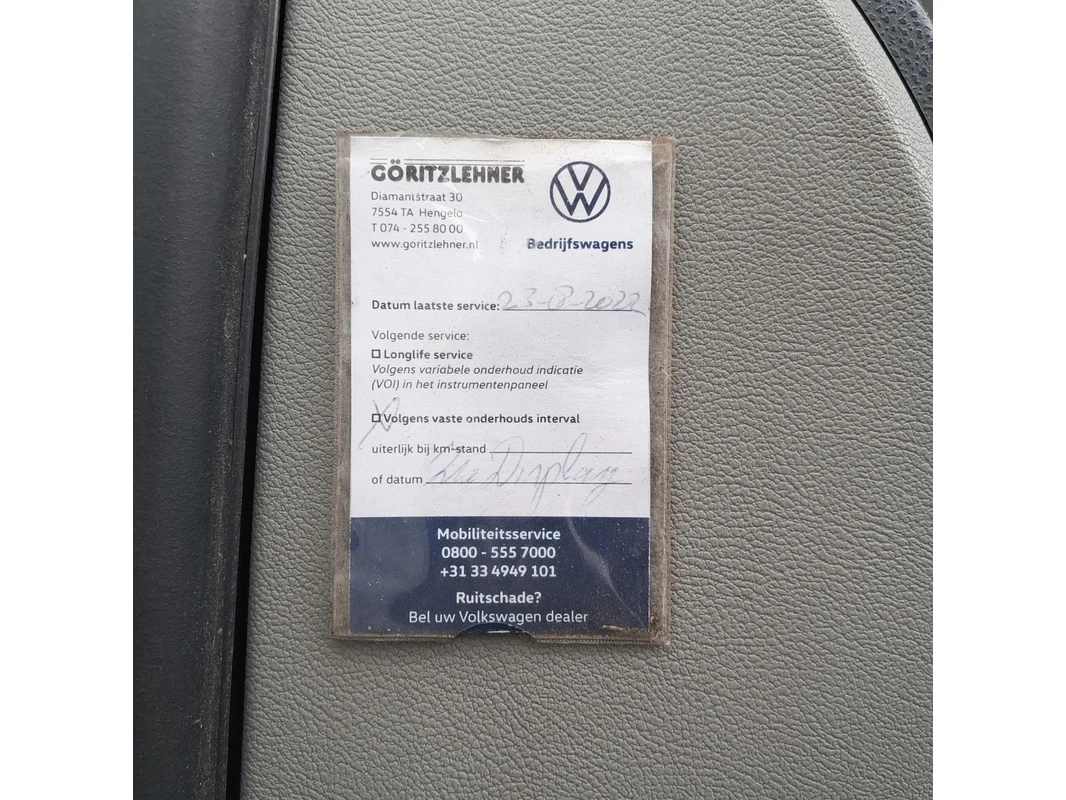 GÖRITZLEHNER
Diamantstraat 30
7554 TA Hengelo
T 074 - 255 80 00
www.goritzlehner.nl
Bedrijfswagens
Datum laatste service: 23-8-2022
Volgende service:
Longlife service
Volgens variabele onderhoud indicatie
(VOI) in het instrumentenpaneel
Volgens vaste onderhouds interval
uiterlijk bij km-stand
of datum Zie Display
Mobiliteitsservice
0800 - 555 7000
+31 33 4949 101
Ruitschade?
Bel uw Volkswagen dealer